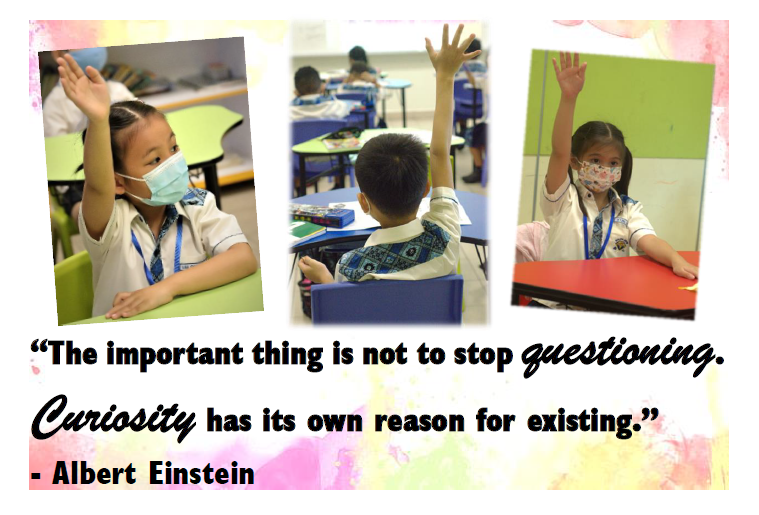 “The important thing is not to stop questioning.
Curiosity has its own reason for existing.”
- Albert Einstein